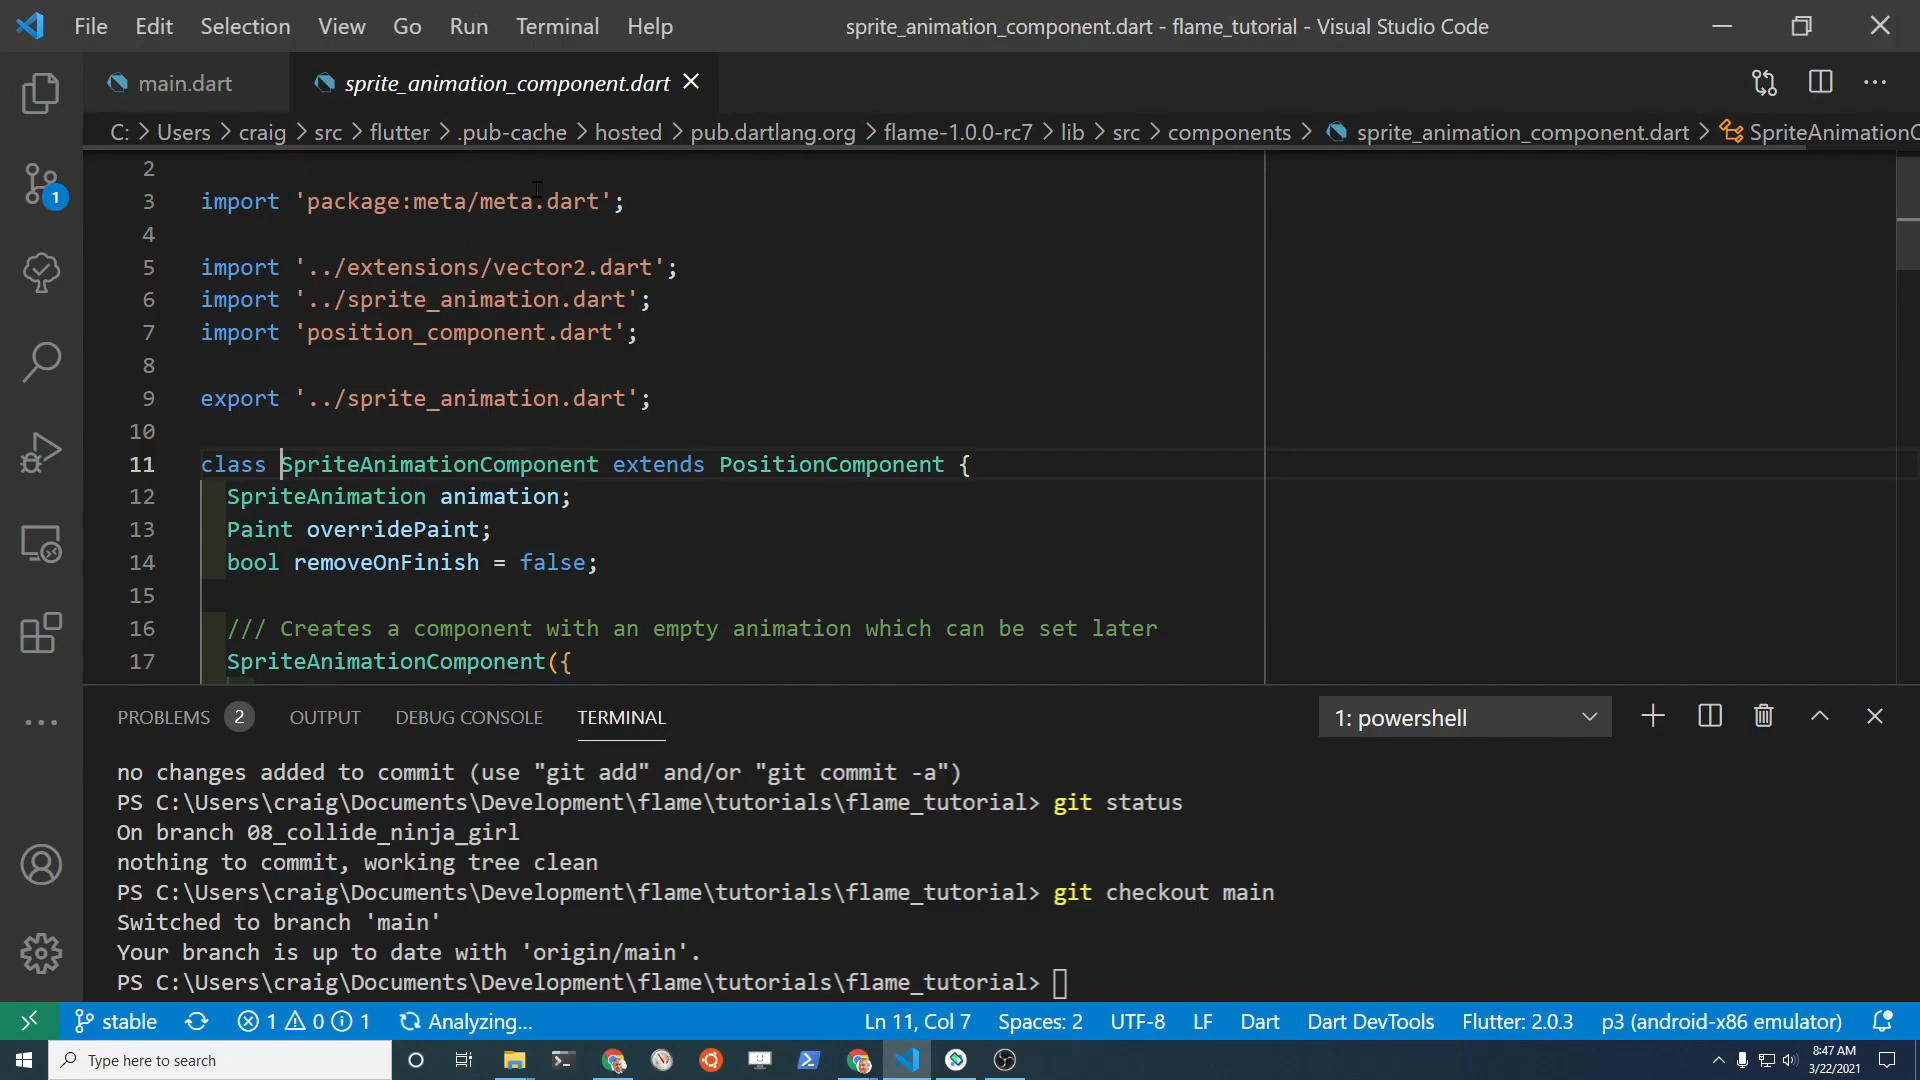 File Edit Selection View Go Run Terminal Help sprite_animation_component.dart - flame_tutorial - Visual Studio Code
main.dart sprite_animation_component.dart
C: > Users > craig > src > flutter > .pub-cache > hosted > pub.dartlang.org > flame-1.0.0-rc7 > lib > src > components > sprite_animation_component.dart > SpriteAnimationC
2
3 import 'package:meta/meta.dart';
4
5 import '../extensions/vector2.dart';
6 import '../sprite_animation.dart';
7 import 'position_component.dart';
8
9 export '../sprite_animation.dart';
10
11 class SpriteAnimationComponent extends PositionComponent {
12 SpriteAnimation animation;
13 Paint overridePaint;
14 bool removeOnFinish = false;
15
16 /// Creates a component with an empty animation which can be set later
17 SpriteAnimationComponent({
1
PROBLEMS 2 OUTPUT DEBUG CONSOLE TERMINAL 1: powershell
no changes added to commit (use "git add" and/or "git commit -a")
PS C:\Users\craig\Documents\Development\flame\tutorials\flame_tutorial> git status
On branch 08_collide_ninja_girl
nothing to commit, working tree clean
PS C:\Users\craig\Documents\Development\flame\tutorials\flame_tutorial> git checkout main
Switched to branch 'main'
Your branch is up to date with 'origin/main'.
PS C:\Users\craig\Documents\Development\flame\tutorials\flame_tutorial>
stable 1 0 1 Analyzing... Ln 11, Col 7 Spaces: 2 UTF-8 LF Dart Dart DevTools Flutter: 2.0.3 p3 (android-x86 emulator)
Type here to search
8:47 AM
3/22/2021